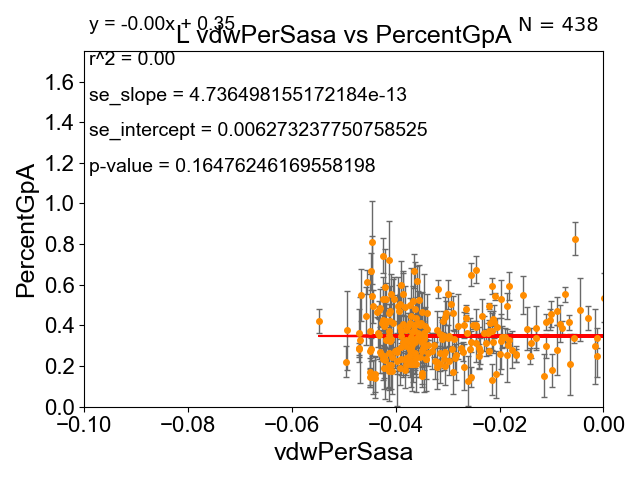 y = -0.00x + 0.35
N = 438
L vdwPerSasa vs PercentGpA
r^2 = 0.00
se_slope = 4.736498155172184e-13
se_intercept = 0.006273237750758525
p-value = 0.16476246169558198
PercentGpA
1.6
1.4
1.2
1.0
0.8
0.6
0.4
0.2
0.0
−0.10
−0.08
−0.06
−0.04
−0.02
0.00
vdwPerSasa